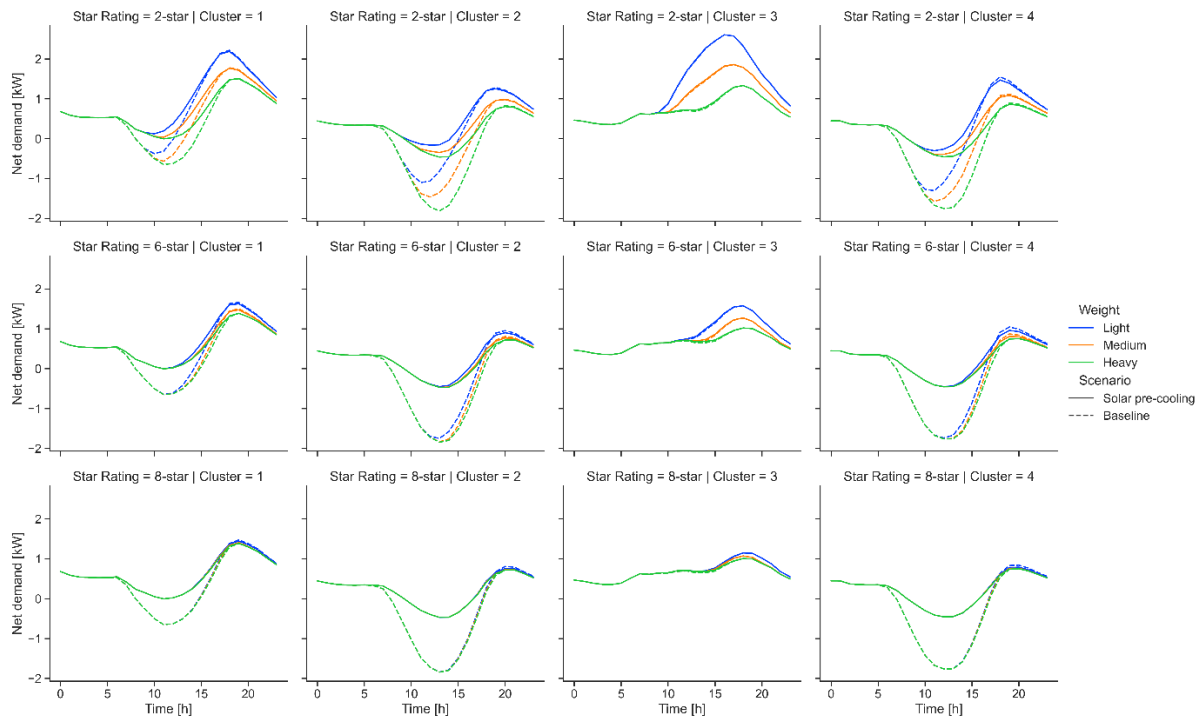 Star Rating = 2-star | Cluster = 1
Star Rating = 2-star | Cluster = 2
Star Rating = 2-star | Cluster = 3
Star Rating = 2-star | Cluster = 4
Net demand [kW]
2
1
0
−1
−2
Star Rating = 6-star | Cluster = 1
Star Rating = 6-star | Cluster = 2
Star Rating = 6-star | Cluster = 3
Star Rating = 6-star | Cluster = 4
Net demand [kW]
2
1
0
−1
−2
Weight
Light
Medium
Heavy
Scenario
Solar pre-cooling
Baseline
Star Rating = 8-star | Cluster = 1
Star Rating = 8-star | Cluster = 2
Star Rating = 8-star | Cluster = 3
Star Rating = 8-star | Cluster = 4
Net demand [kW]
2
1
0
−1
−2
0 5 10 15 20
0 5 10 15 20
0 5 10 15 20
0 5 10 15 20
Time [h]
Time [h]
Time [h]
Time [h]